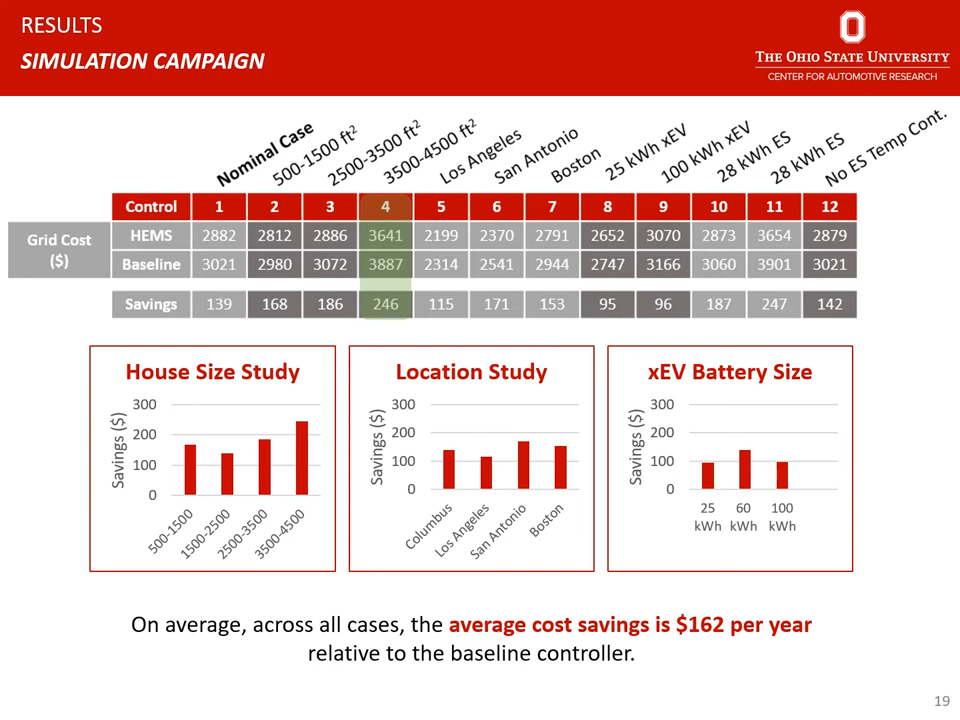 RESULTS
SIMULATION CAMPAIGN
THE OHIO STATE UNIVERSITY
CENTER FOR AUTOMOTIVE RESEARCH
Nominal Case
500-1500 ft²
2500-3500 ft²
3500-4500 ft²
Los Angeles
San Antonio
Boston
25 kWh xEV
100 kWh xEV
28 kWh ES
28 kWh ES
No ES Temp Cont.
Control 1 2 3 4 5 6 7 8 9 10 11 12
Grid Cost
($)
HEMS 2882 2812 2886 3641 2199 2370 2791 2652 3070 2873 3654 2879
Baseline 3021 2980 3072 3887 2314 2541 2944 2747 3166 3060 3901 3021
Savings 139 168 186 246 115 171 153 95 96 187 247 142
House Size Study
Savings ($)
300
200
100
0
500-1500
1500-2500
2500-3500
3500-4500
Location Study
Savings ($)
300
200
100
0
Columbus
Los Angeles
San Antonio
Boston
xEV Battery Size
Savings ($)
300
200
100
0
25 60 100
kWh kWh kWh
On average, across all cases, the average cost savings is $162 per year
relative to the baseline controller.
19